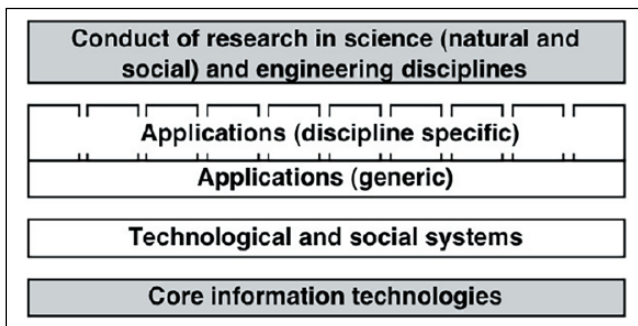 Conduct of research in science (natural and
social) and engineering disciplines
Applications (discipline specific)
Applications (generic)
Technological and social systems
Core information technologies